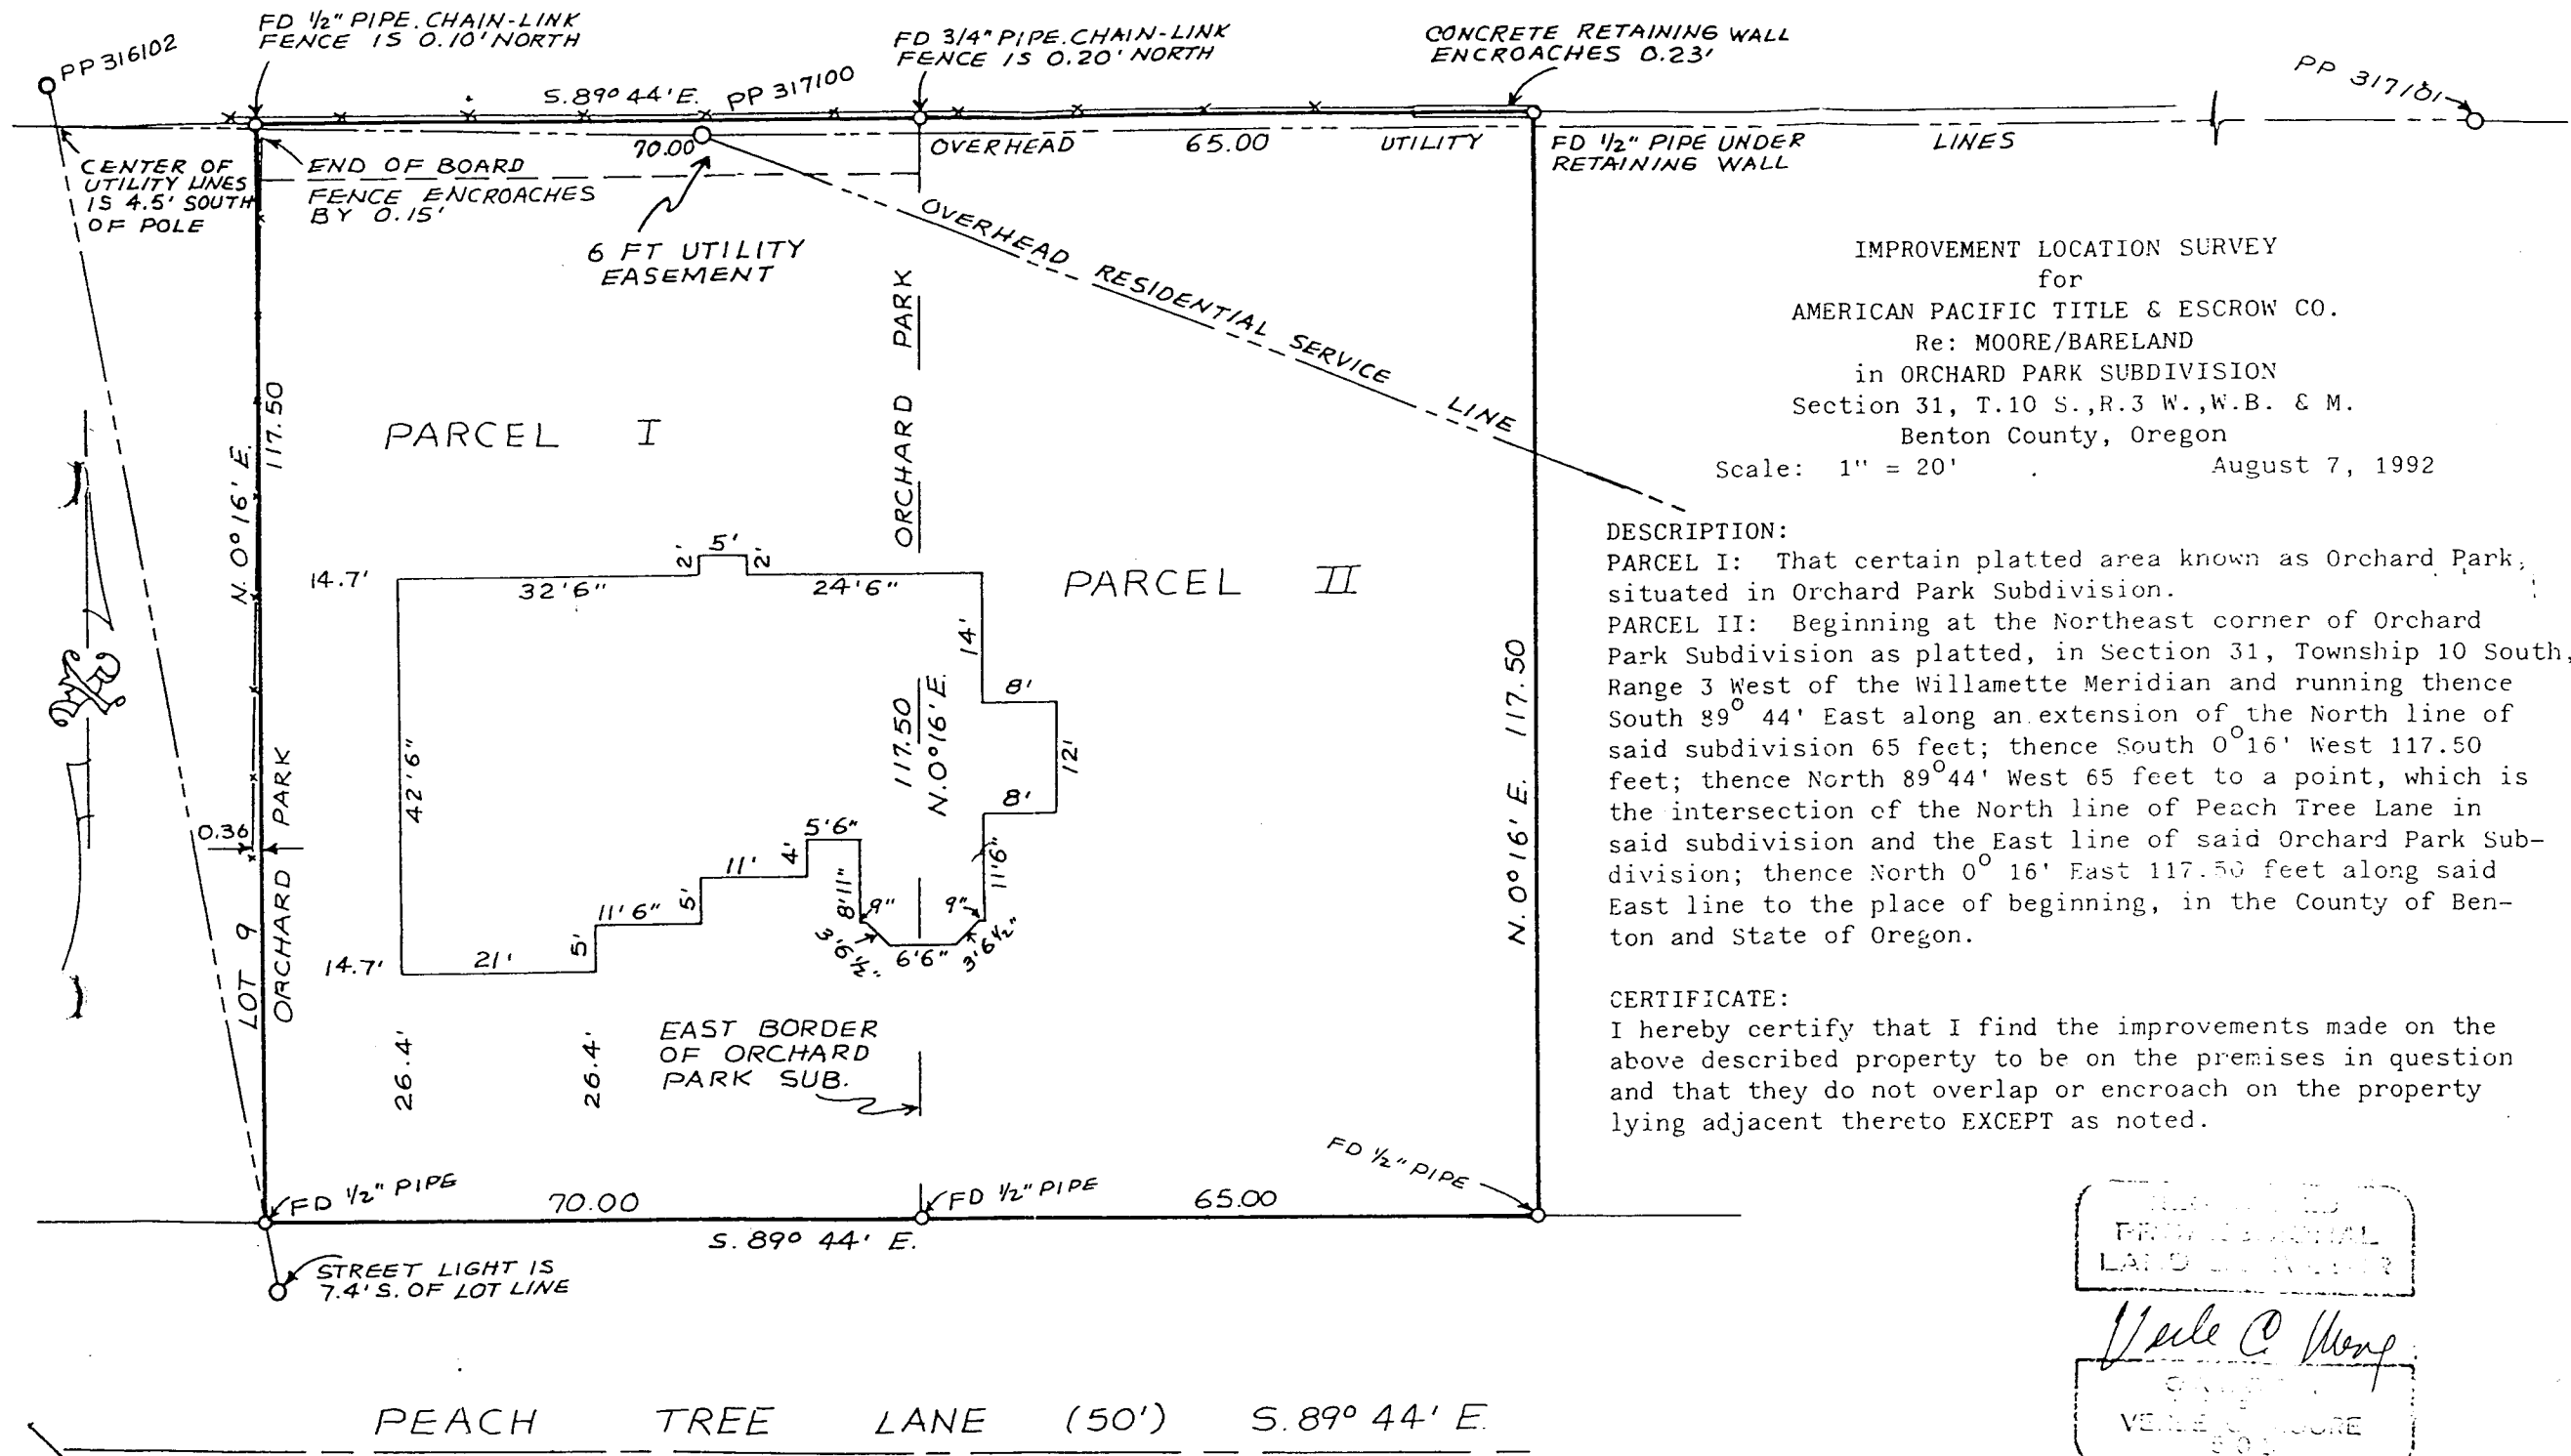 FD 1/2" PIPE. CHAIN-LINK
FENCE IS 0.10' NORTH
FD 3/4" PIPE. CHAIN-LINK
FENCE IS 0.20' NORTH
CONCRETE RETAINING WALL
ENCROACHES 0.23'
PP 316102
S. 89° 44' E.
PP 317100
PP 317101
CENTER OF
UTILITY LINES
IS 4.5' SOUTH
OF POLE
END OF BOARD
FENCE ENCROACHES
BY 0.15'
70.00
OVERHEAD 65.00 UTILITY LINES
FD 1/2" PIPE UNDER
RETAINING WALL
6 FT UTILITY
EASEMENT
OVERHEAD RESIDENTIAL SERVICE LINE
ORCHARD PARK
N. 0° 16' E. 117.50
PARCEL I
PARCEL II
14.7'
32'6"
2'
5'
2'
24'6"
14'
8'
12'
8'
11'6"
9"
3'6 1/2"
6'6"
3'6 1/2"
9"
8'11"
5'6"
4'
11'
5'
11'6"
5'
21'
14.7'
42'6"
117.50
N. 0° 16' E.
N. 0° 16' E. 117.50
0.36
LOT 9
ORCHARD PARK
26.4'
26.4'
EAST BORDER
OF ORCHARD
PARK SUB.
FD 1/2" PIPE
70.00
FD 1/2" PIPE
65.00
FD 1/2" PIPE
S. 89° 44' E.
STREET LIGHT IS
7.4' S. OF LOT LINE
PEACH TREE LANE (50') S. 89° 44' E.
IMPROVEMENT LOCATION SURVEY
for
AMERICAN PACIFIC TITLE & ESCROW CO.
Re: MOORE/BARELAND
in ORCHARD PARK SUBDIVISION
Section 31, T.10 S.,R.3 W.,W.B. & M.
Benton County, Oregon
Scale: 1" = 20' August 7, 1992
DESCRIPTION:
PARCEL I: That certain platted area known as Orchard Park,
situated in Orchard Park Subdivision.
PARCEL II: Beginning at the Northeast corner of Orchard
Park Subdivision as platted, in Section 31, Township 10 South,
Range 3 West of the Willamette Meridian and running thence
South 89° 44' East along an extension of the North line of
said subdivision 65 feet; thence South 0°16' West 117.50
feet; thence North 89°44' West 65 feet to a point, which is
the intersection of the North line of Peach Tree Lane in
said subdivision and the East line of said Orchard Park Sub-
division; thence North 0° 16' East 117.50 feet along said
East line to the place of beginning, in the County of Ben-
ton and State of Oregon.
CERTIFICATE:
I hereby certify that I find the improvements made on the
above described property to be on the premises in question
and that they do not overlap or encroach on the property
lying adjacent thereto EXCEPT as noted.
PROFESSIONAL
LAND